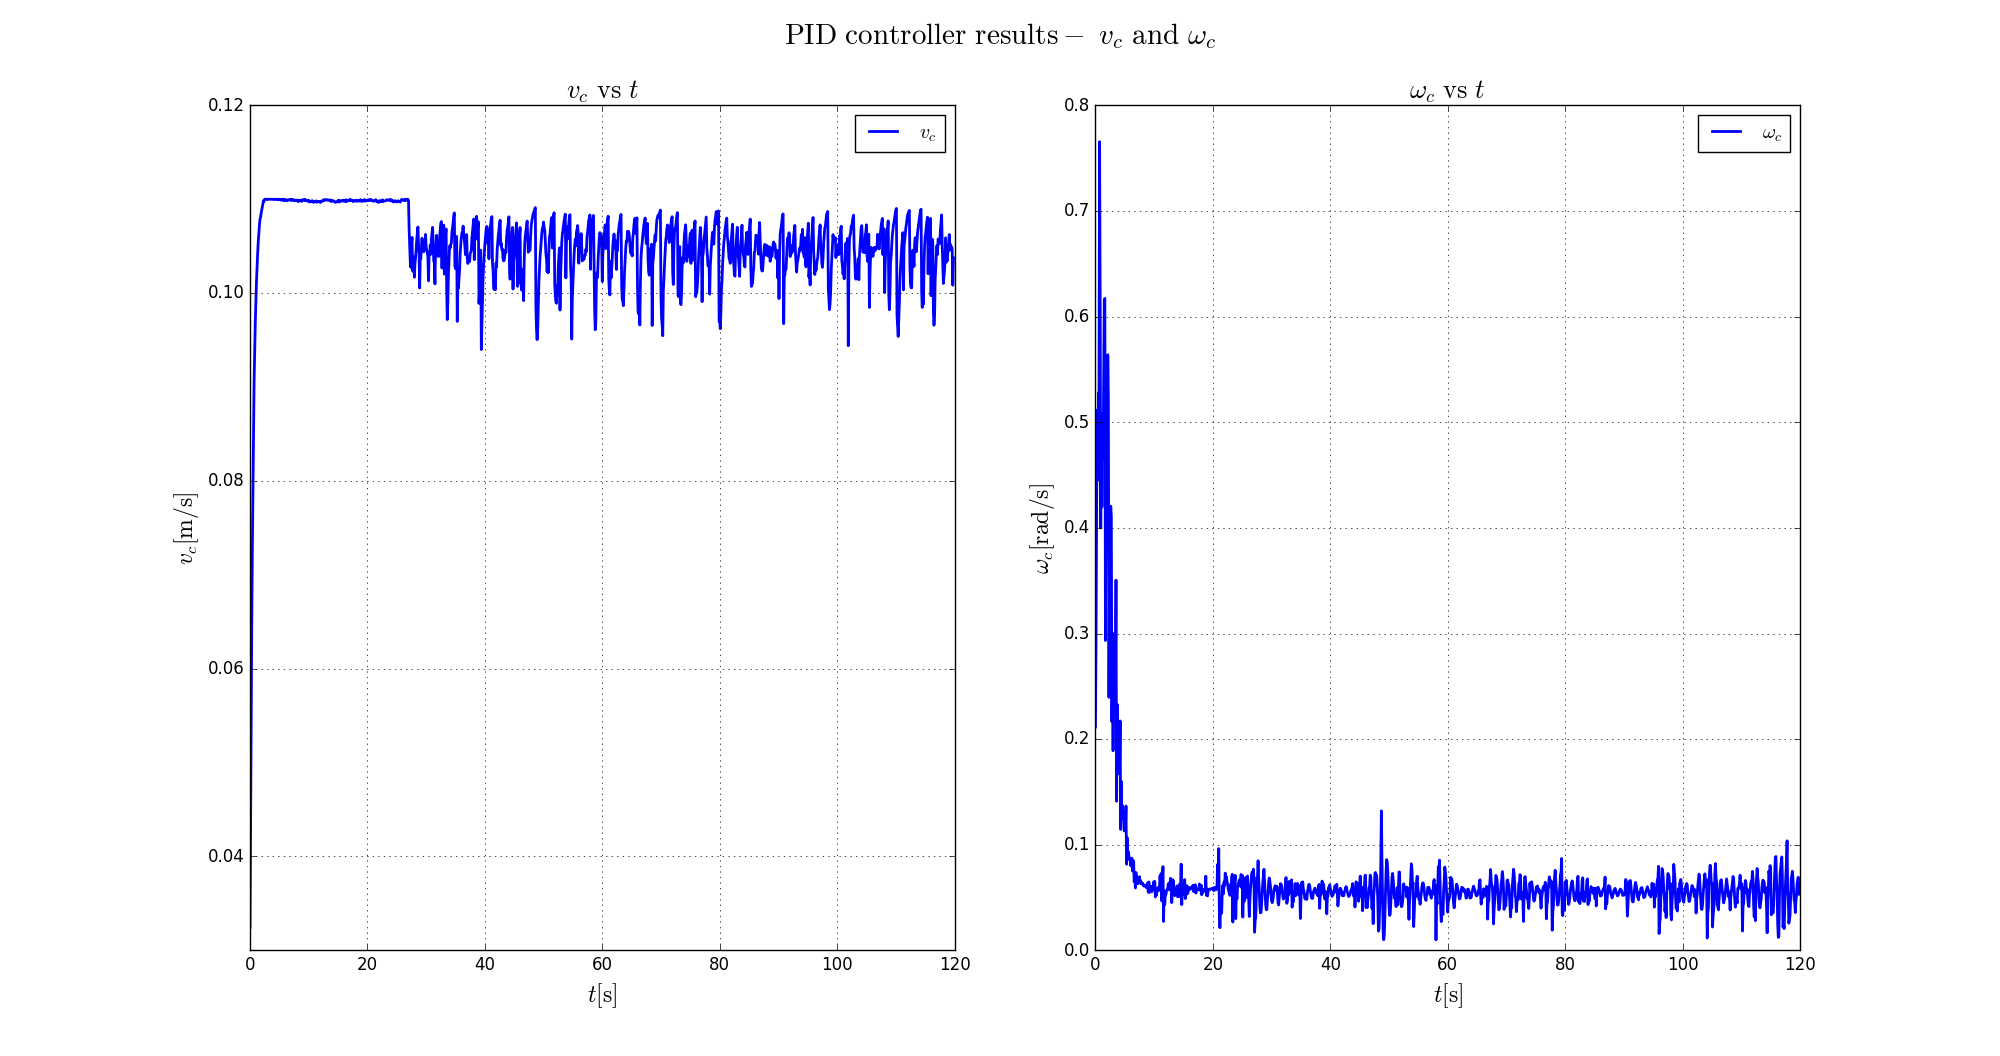 PID controller results – v_c and ω_c
v_c vs t
0.12
0.10
0.08
0.06
0.04
v_c[m/s]
0 20 40 60 80 100 120
t[s]
v_c
ω_c vs t
0.8
0.7
0.6
0.5
0.4
0.3
0.2
0.1
0.0
ω_c[rad/s]
0 20 40 60 80 100 120
t[s]
ω_c